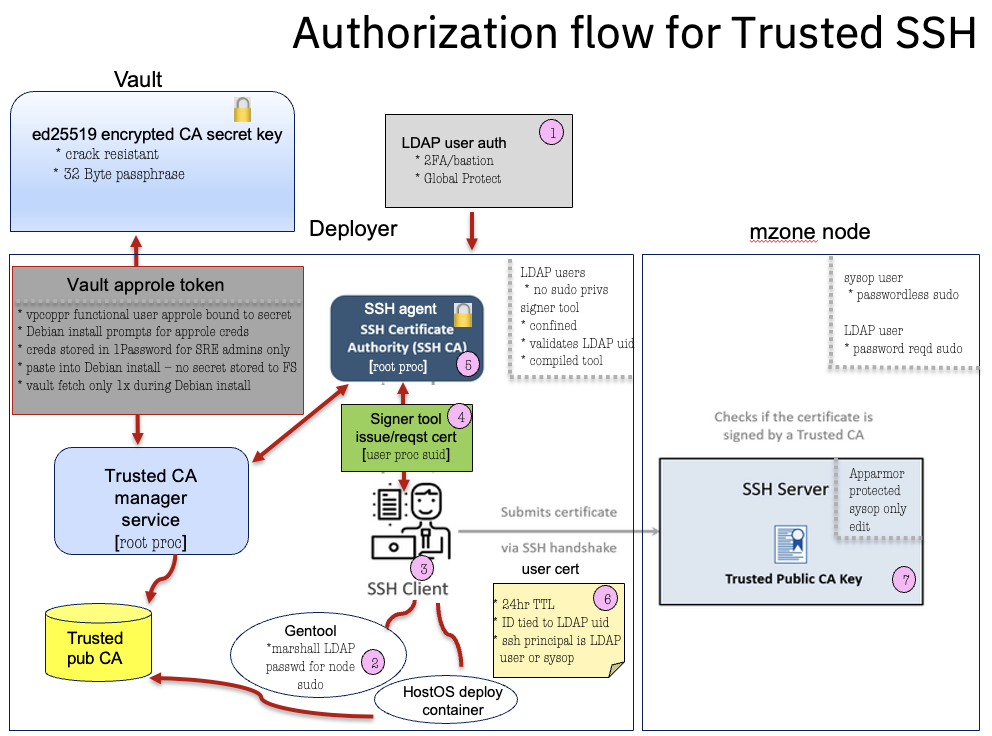 Authorization flow for Trusted SSH
Vault
ed25519 encrypted CA secret key
* crack resistant
* 32 Byte passphrase
LDAP user auth
* 2FA/bastion
* Global Protect
1
Deployer
mzone node
Vault approle token
* vpcoppr functional user approle bound to secret
* Debian install prompts for approle creds
* creds stored in 1Password for SRE admins only
* paste into Debian install – no secret stored to FS
* vault fetch only 1x during Debian install
SSH agent
SSH Certificate
Authority (SSH CA)
[root proc]
5
LDAP users
* no sudo privs
signer tool
* confined
* validates LDAP uid
* compiled tool
sysop user
* passwordless sudo
LDAP user
* password reqd sudo
Signer tool
issue/reqst cert
[user proc suid]
4
Checks if the certificate is
signed by a Trusted CA
Trusted CA
manager
service
[root proc]
SSH Server
Apparmor
protected
sysop only
edit
Trusted Public CA Key
7
Submits certificate
via SSH handshake
3
SSH Client
user cert
* 24hr TTL
* ID tied to LDAP uid
* ssh principal is LDAP
user or sysop
6
Trusted
pub CA
Gentool
*marshall LDAP
passwd for node
sudo
2
HostOS deploy
container